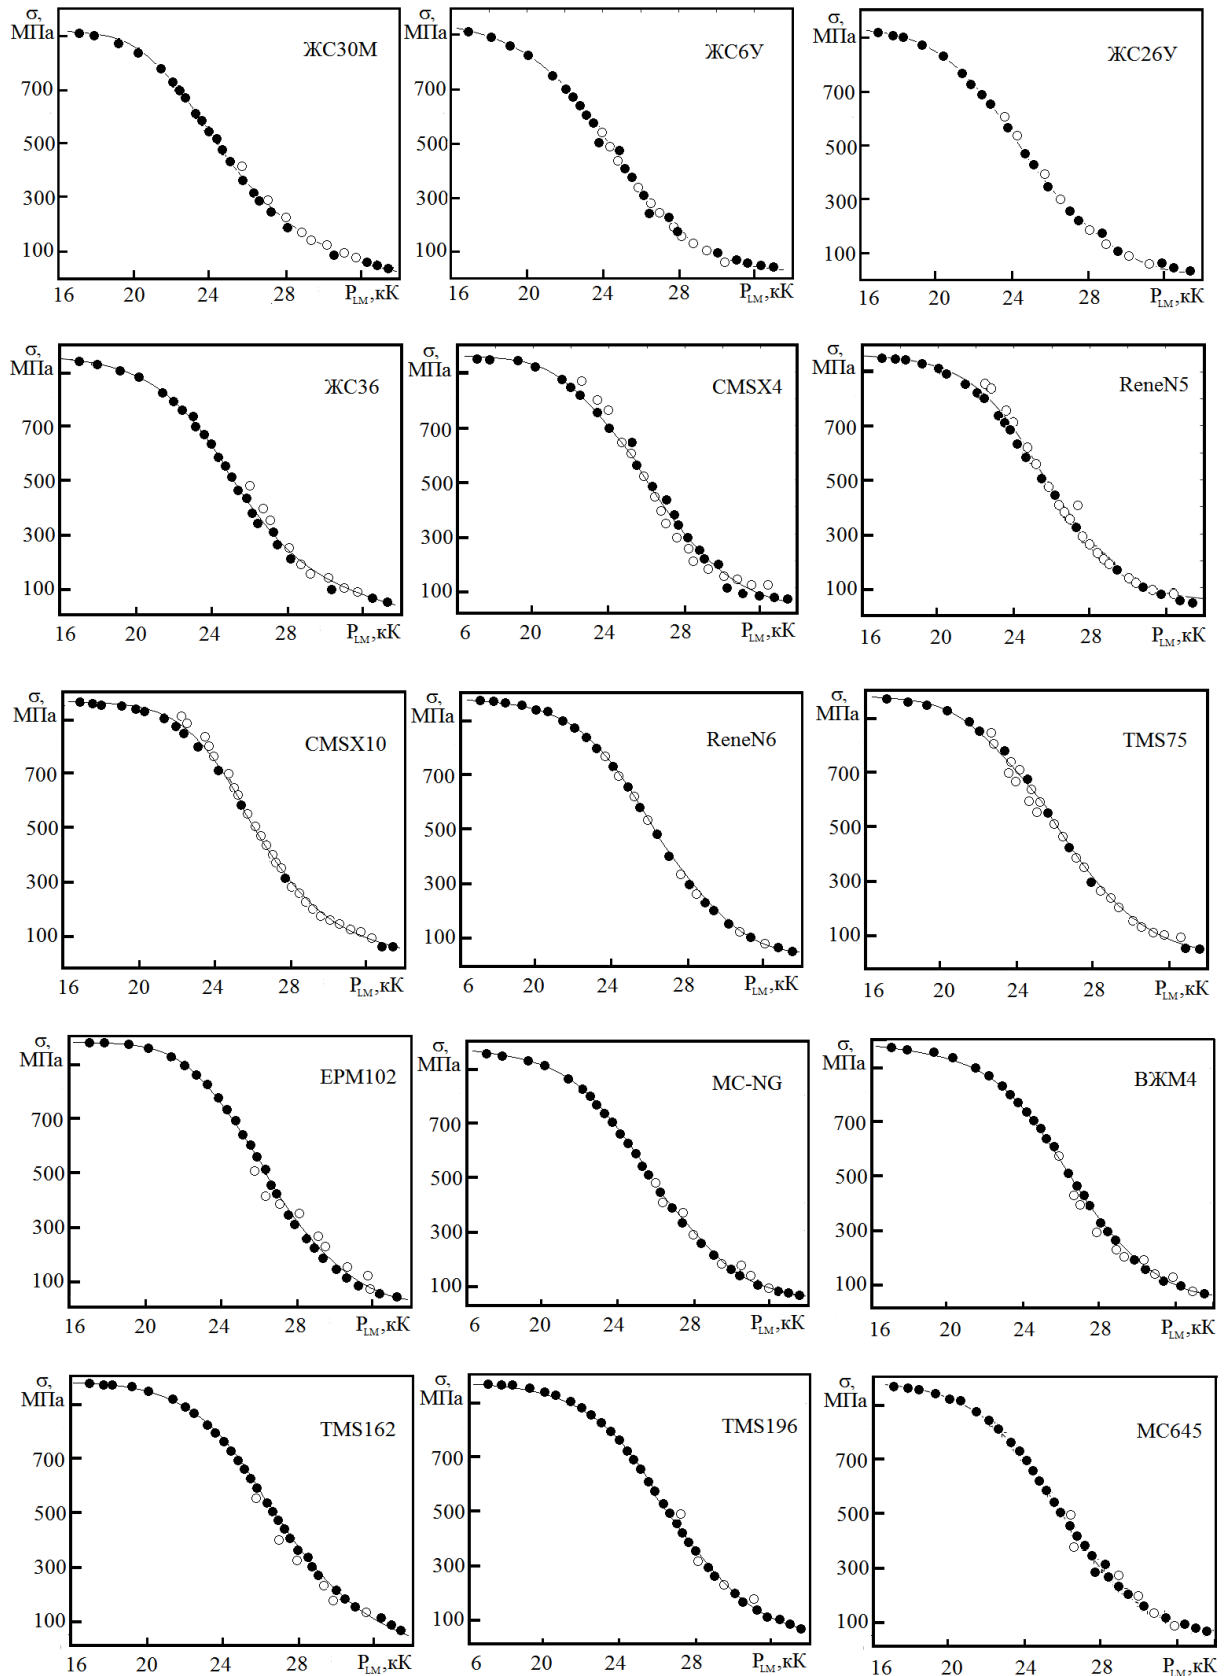 σ,
МПа
ЖС30М
700
500
300
100
16 20 24 28 P_LM,кК
σ,
МПа
ЖС6У
700
500
300
100
16 20 24 28 P_LM,кК
σ,
МПа
ЖС26У
700
500
300
100
16 20 24 28 P_LM,кК
σ,
МПа
ЖС36
700
500
300
100
16 20 24 28 P_LM,кК
σ,
МПа
CMSX4
700
500
300
100
6 20 24 28 P_LM,кК
σ,
МПа
ReneN5
700
500
300
100
16 20 24 28 P_LM,кК
σ,
МПа
CMSX10
700
500
300
100
16 20 24 28 P_LM,кК
σ,
МПа
ReneN6
700
500
300
100
6 20 24 28 P_LM,кК
σ,
МПа
TMS75
700
500
300
100
16 20 24 28 P_LM,кК
σ,
МПа
EPM102
700
500
300
100
16 20 24 28 P_LM,кК
σ,
МПа
MC-NG
700
500
300
100
6 20 24 28 P_LM,кК
σ,
МПа
ВЖМ4
700
500
300
100
16 20 24 28 P_LM,кК
σ,
МПа
TMS162
700
500
300
100
16 20 24 28 P_LM,кК
σ,
МПа
TMS196
700
500
300
100
6 20 24 28 P_LM,кК
σ,
МПа
MC645
700
500
300
100
16 20 24 28 P_LM,кК